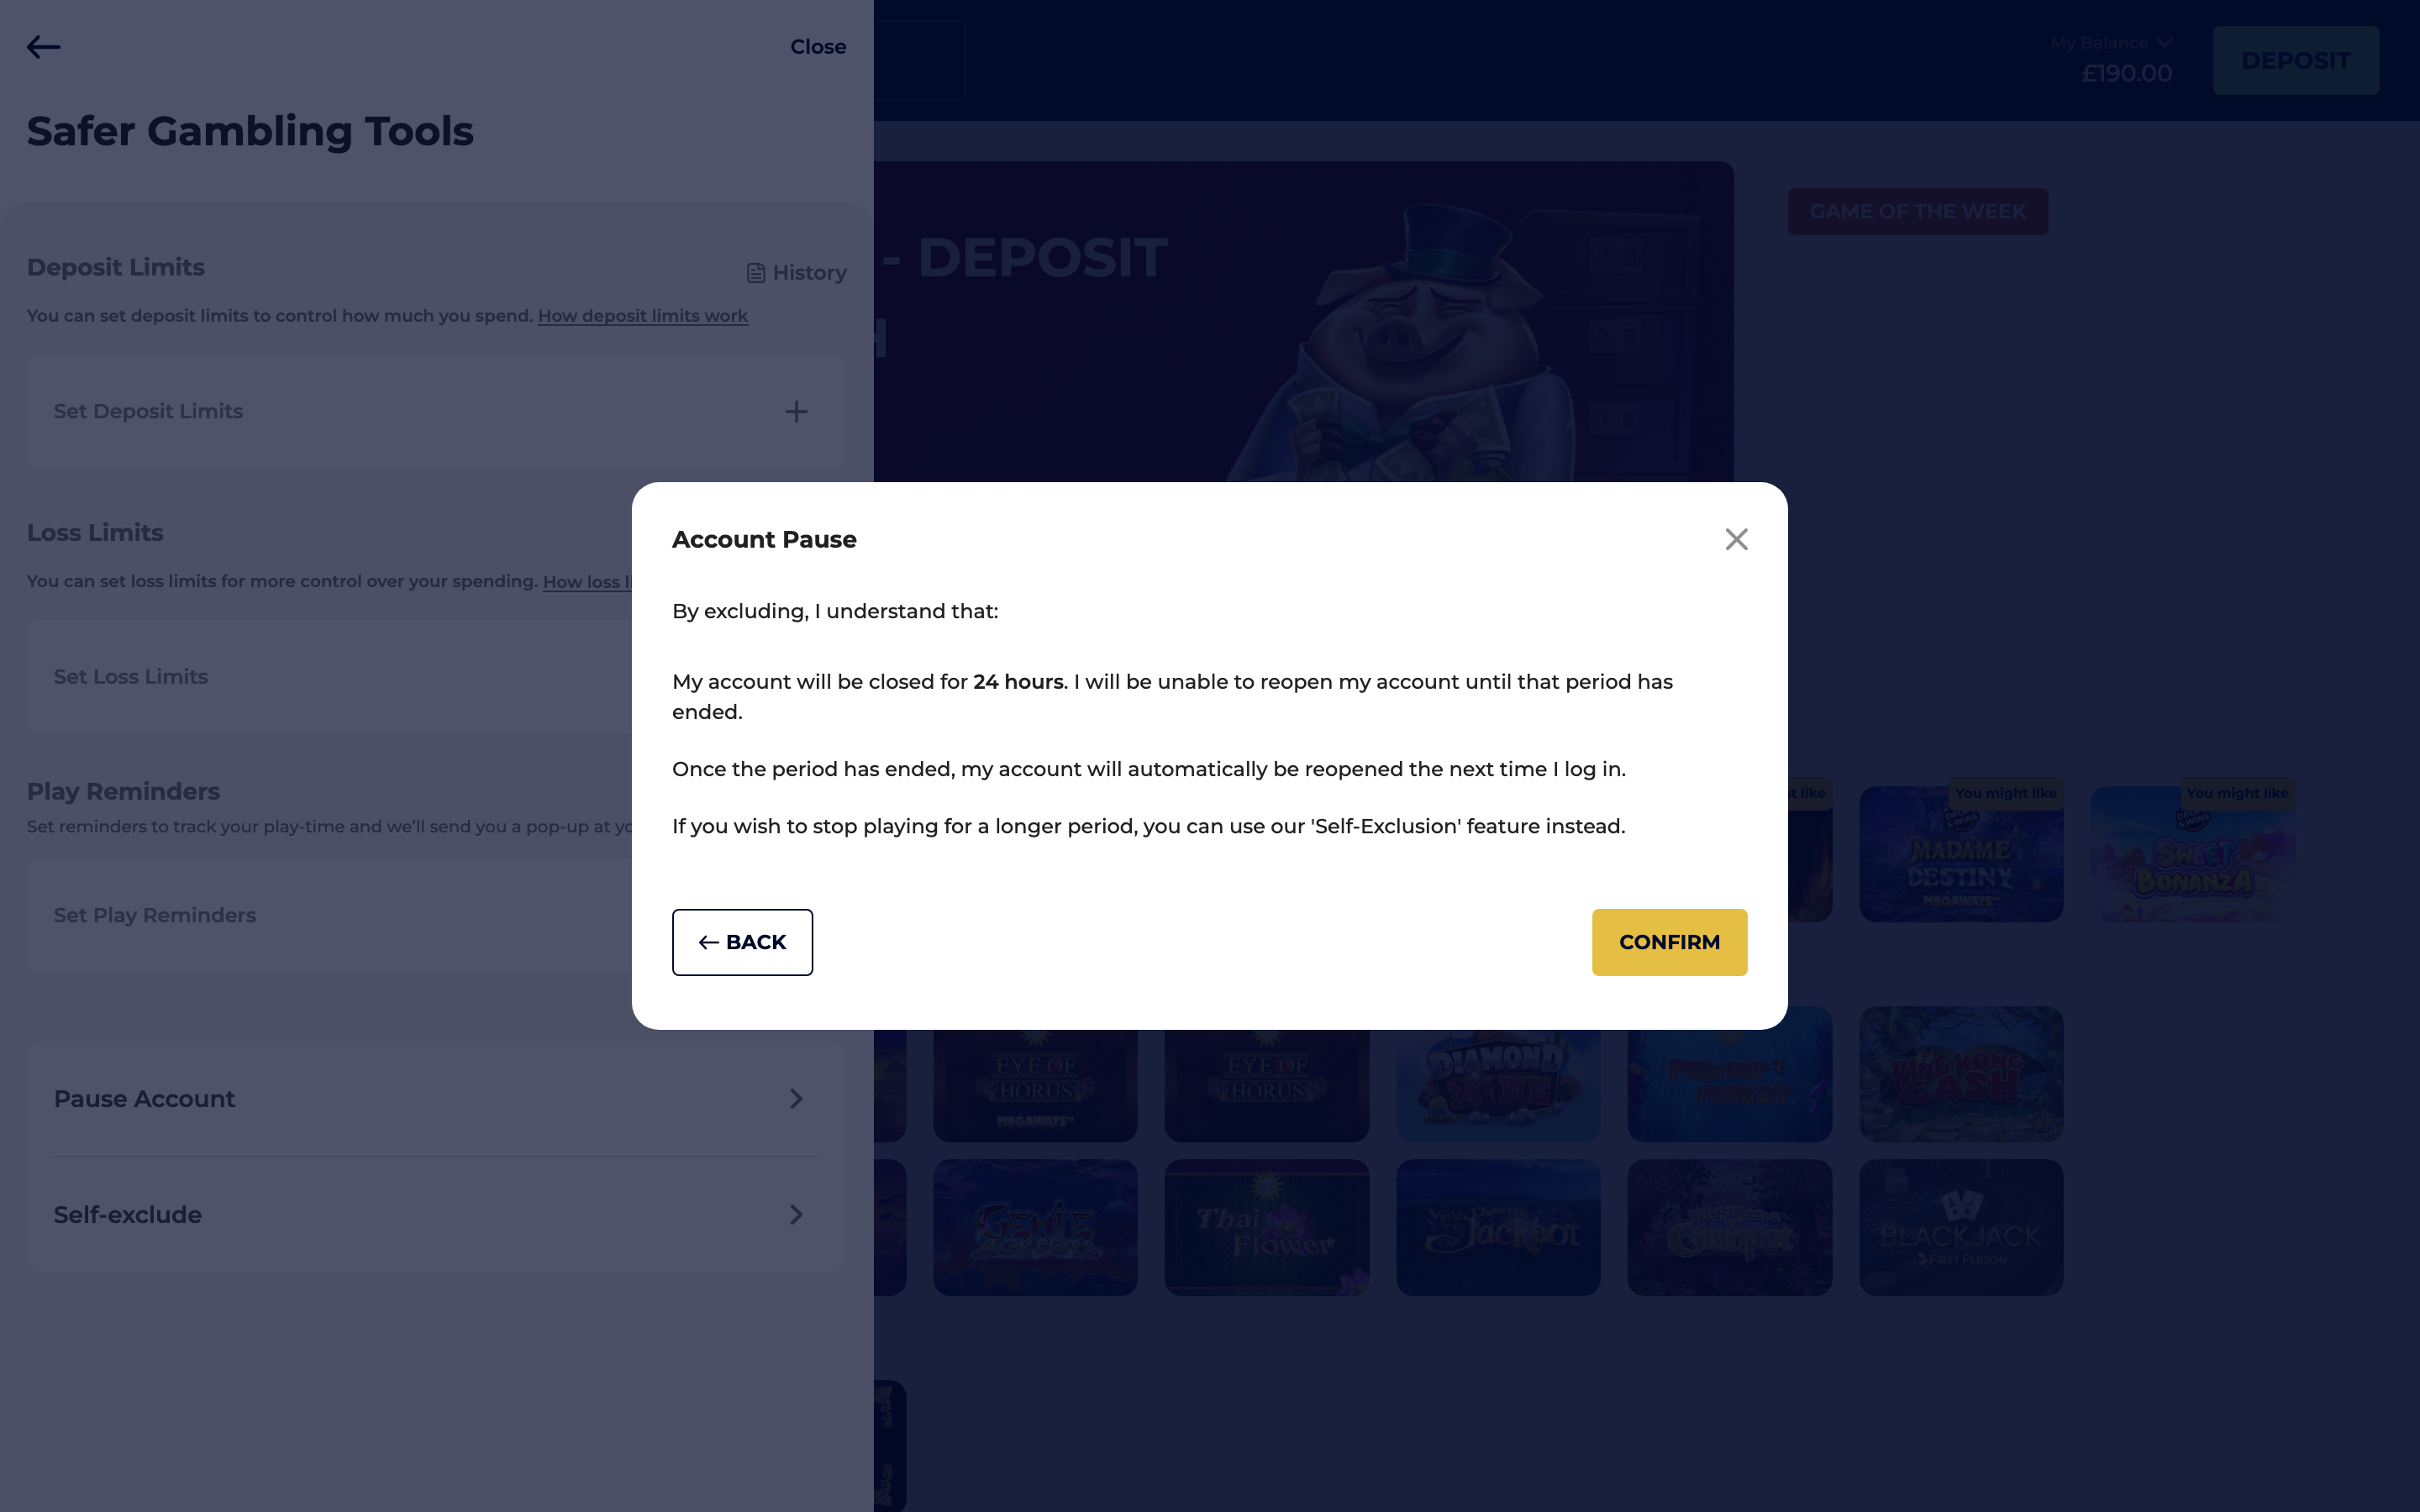 Close
My Balance
£190.00
DEPOSIT
Safer Gambling Tools
- DEPOSIT
GAME OF THE WEEK
Deposit Limits
History
You can set deposit limits to control how much you spend. How deposit limits work
Set Deposit Limits
Loss Limits
You can set loss limits for more control over your spending. How loss
Set Loss Limits
Play Reminders
Set reminders to track your play-time and we'll send you a pop-up at
Set Play Reminders
Pause Account
Self-exclude
Account Pause
By excluding, I understand that:
My account will be closed for 24 hours. I will be unable to reopen my account until that period has
ended.
Once the period has ended, my account will automatically be reopened the next time I log in.
If you wish to stop playing for a longer period, you can use our 'Self-Exclusion' feature instead.
BACK
CONFIRM
like
You might like
You might like
MADAME
DESTINY
MEGAWAYS™
SWEET
BONANZA
EYE OF
HORUS
MEGAWAYS™
EYE OF
HORUS
DIAMOND
MINE
KING KONG
CASH
GENIE
JACKPOTS
Thai
Flower
Jackpot
BLACKJACK
FIRST PERSON